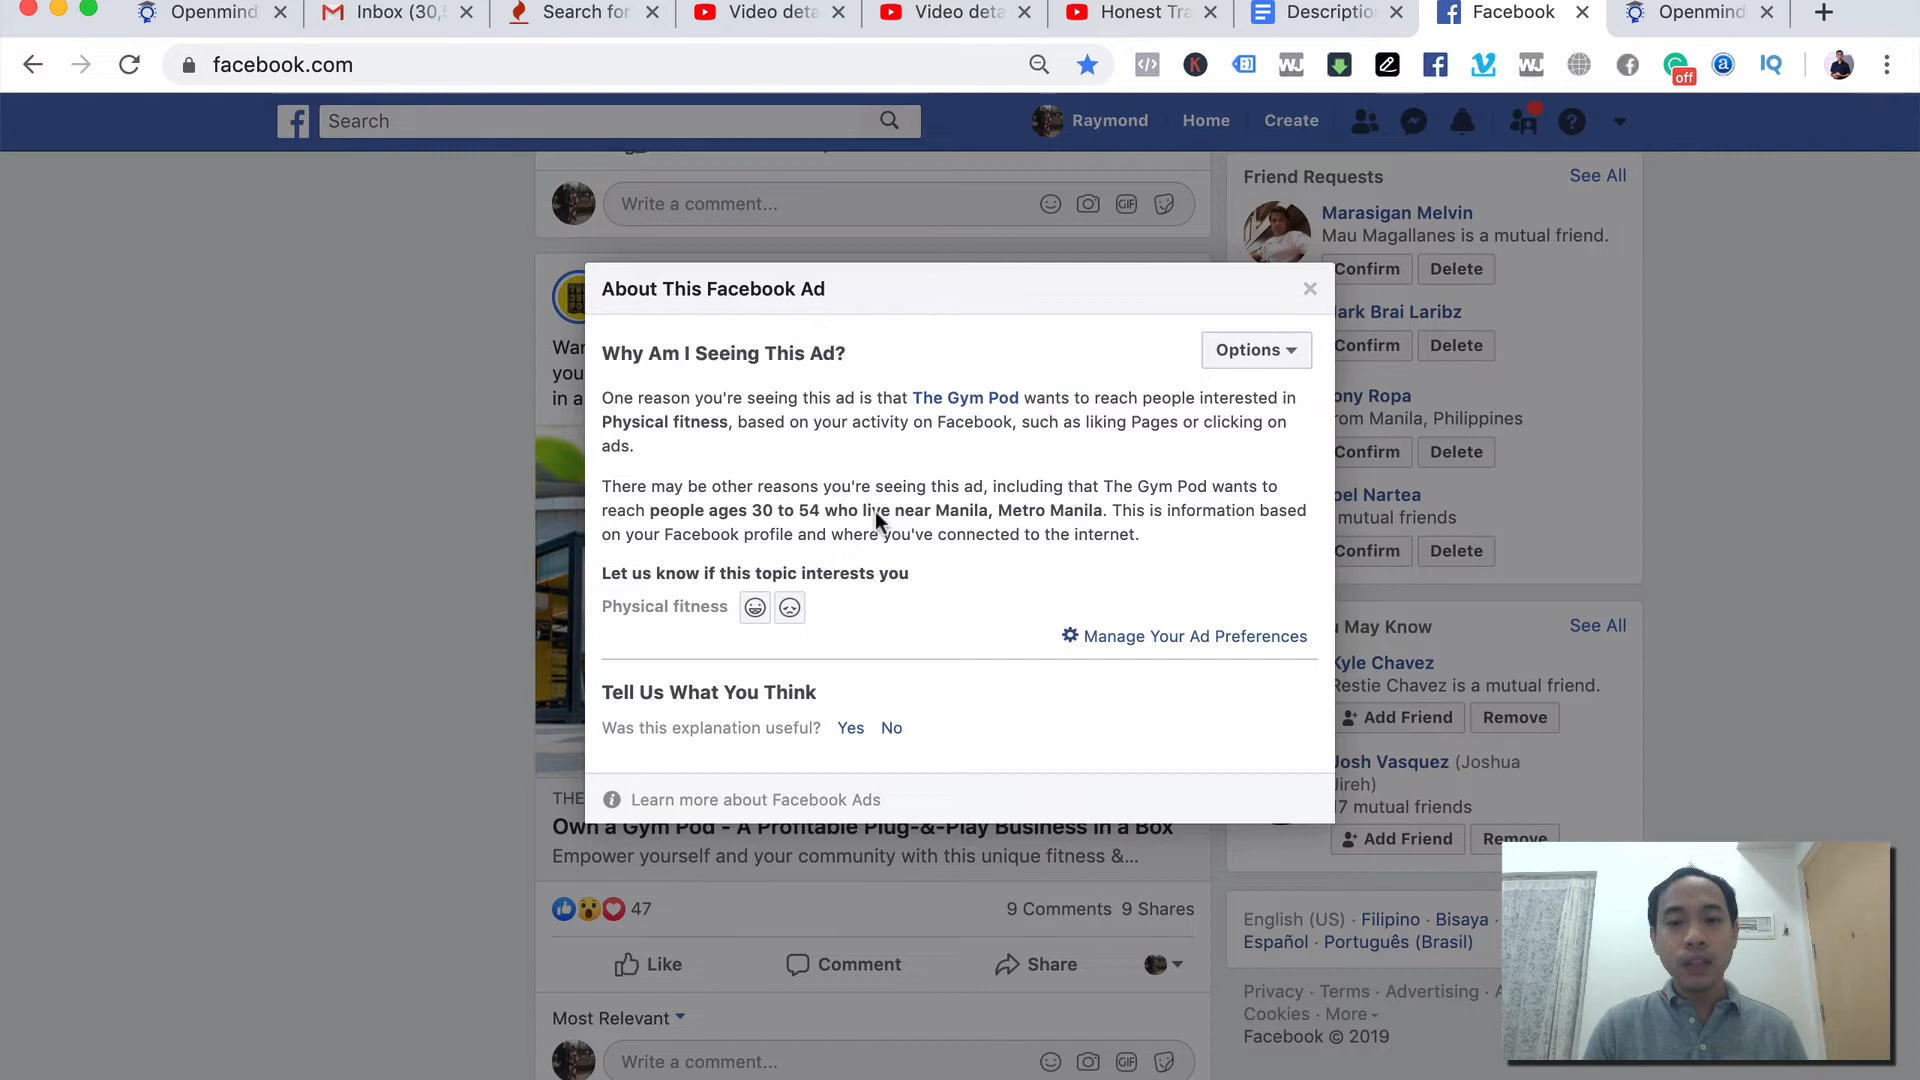 Openmind
Inbox (30,
Search for
Video deta
Video deta
Honest Tra
Descriptio
Facebook
Openmind
facebook.com
off
Search
Raymond
Home
Create
Write a comment...
GIF
Friend Requests
See All
Marasigan Melvin
Mau Magallanes is a mutual friend.
Confirm
Delete
ark Brai Laribz
Confirm
Delete
ony Ropa
rom Manila, Philippines
Confirm
Delete
oel Nartea
utual friends
Confirm
Delete
About This Facebook Ad
Why Am I Seeing This Ad?
Options
One reason you're seeing this ad is that The Gym Pod wants to reach people interested in
Physical fitness, based on your activity on Facebook, such as liking Pages or clicking on
ads.
There may be other reasons you're seeing this ad, including that The Gym Pod wants to
reach people ages 30 to 54 who live near Manila, Metro Manila. This is information based
on your Facebook profile and where you've connected to the internet.
Let us know if this topic interests you
Physical fitness
Manage Your Ad Preferences
Tell Us What You Think
Was this explanation useful? Yes No
Learn more about Facebook Ads
you
in a
THE
Own a Gym Pod - A Profitable Plug-&-Play Business in a Box
Empower yourself and your community with this unique fitness &...
47
9 Comments 9 Shares
Like
Comment
Share
Most Relevant
Write a comment...
GIF
May Know
See All
Kyle Chavez
Restie Chavez is a mutual friend.
Add Friend
Remove
Josh Vasquez (Joshua
Jireh)
17 mutual friends
Add Friend
Remove
English (US) · Filipino · Bisaya ·
Español · Português (Brasil)
Privacy · Terms · Advertising ·
Cookies · More
Facebook © 2019